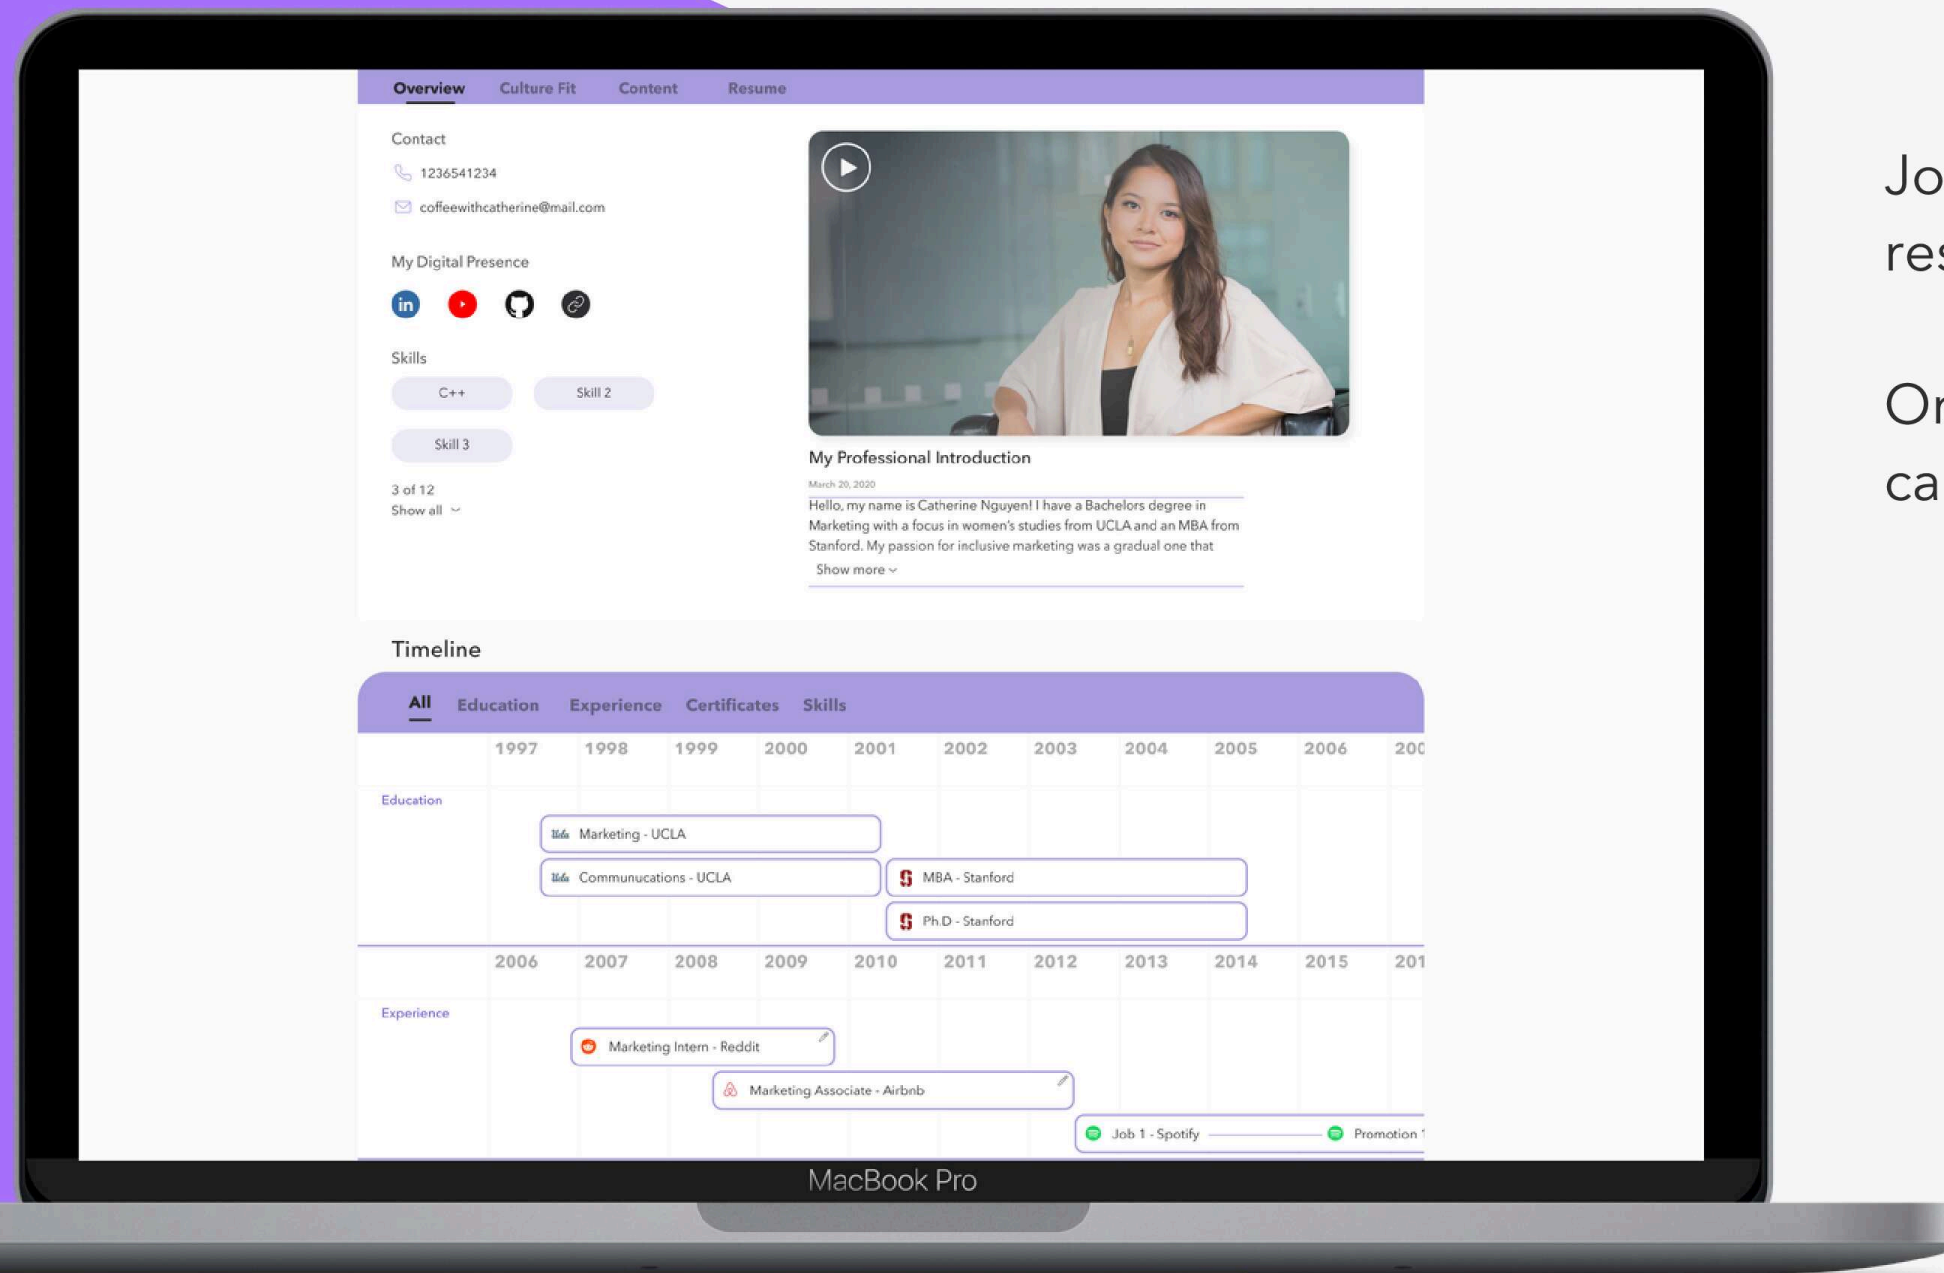 Overview Culture Fit Content Resume
Contact
1236541234
coffeewithcatherine@mail.com
My Digital Presence
in
Skills
C++ Skill 2
Skill 3
3 of 12
Show all
My Professional Introduction
March 20, 2020
Hello, my name is Catherine Nguyen! I have a Bachelors degree in
Marketing with a focus in women's studies from UCLA and an MBA from
Stanford. My passion for inclusive marketing was a gradual one that
Show more
Timeline
All Education Experience Certificates Skills
1997 1998 1999 2000 2001 2002 2003 2004 2005 2006 200
Education
Ucla Marketing - UCLA
Ucla Communucations - UCLA
S MBA - Stanford
S Ph.D - Stanford
2006 2007 2008 2009 2010 2011 2012 2013 2014 2015 201
Experience
Marketing Intern - Reddit
Marketing Associate - Airbnb
Job 1 - Spotify Promotion 1
MacBook Pro
Jo
res
Or
ca